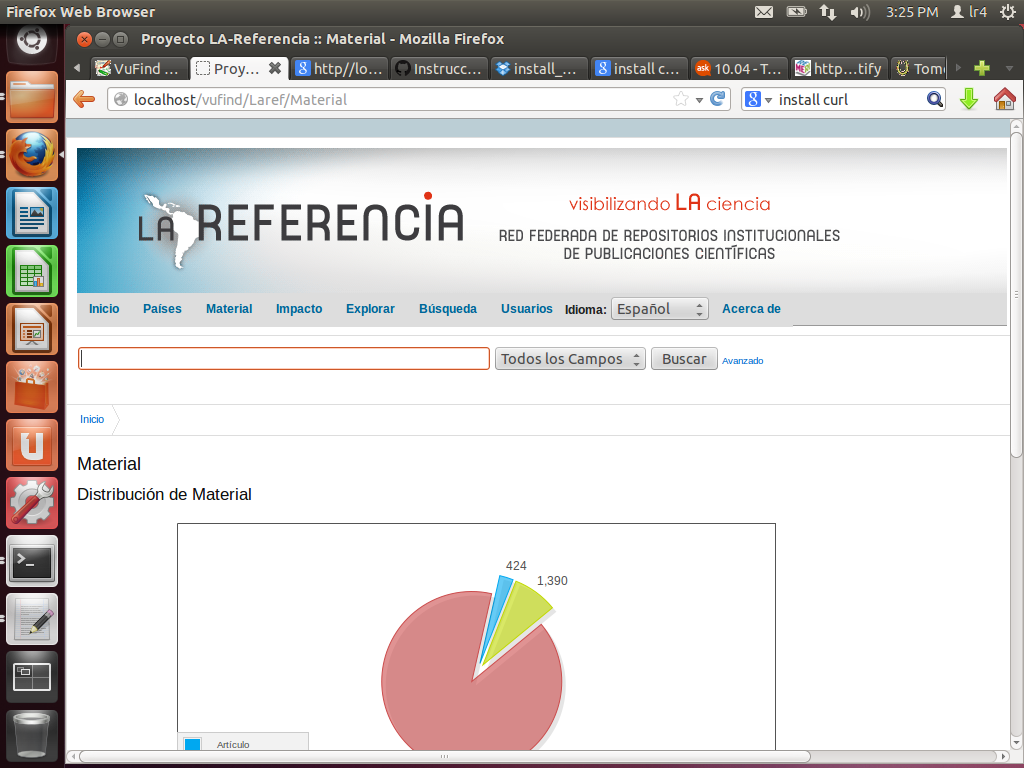 Firefox Web Browser
3:25 PM lr4
Proyecto LA-Referencia :: Material - Mozilla Firefox
VuFind ... Proy... http//lo... Instrucc... install_... install c... 10.04 - T... http...tify Tom
localhost/vufind/Laref/Material install curl
LA REFERENCIA
visibilizando LA ciencia
RED FEDERADA DE REPOSITORIOS INSTITUCIONALES
DE PUBLICACIONES CIENTÍFICAS
Inicio Países Material Impacto Explorar Búsqueda Usuarios Idioma: Español Acerca de
Todos los Campos Buscar Avanzado
Inicio
Material
Distribución de Material
424
1,390
Artículo